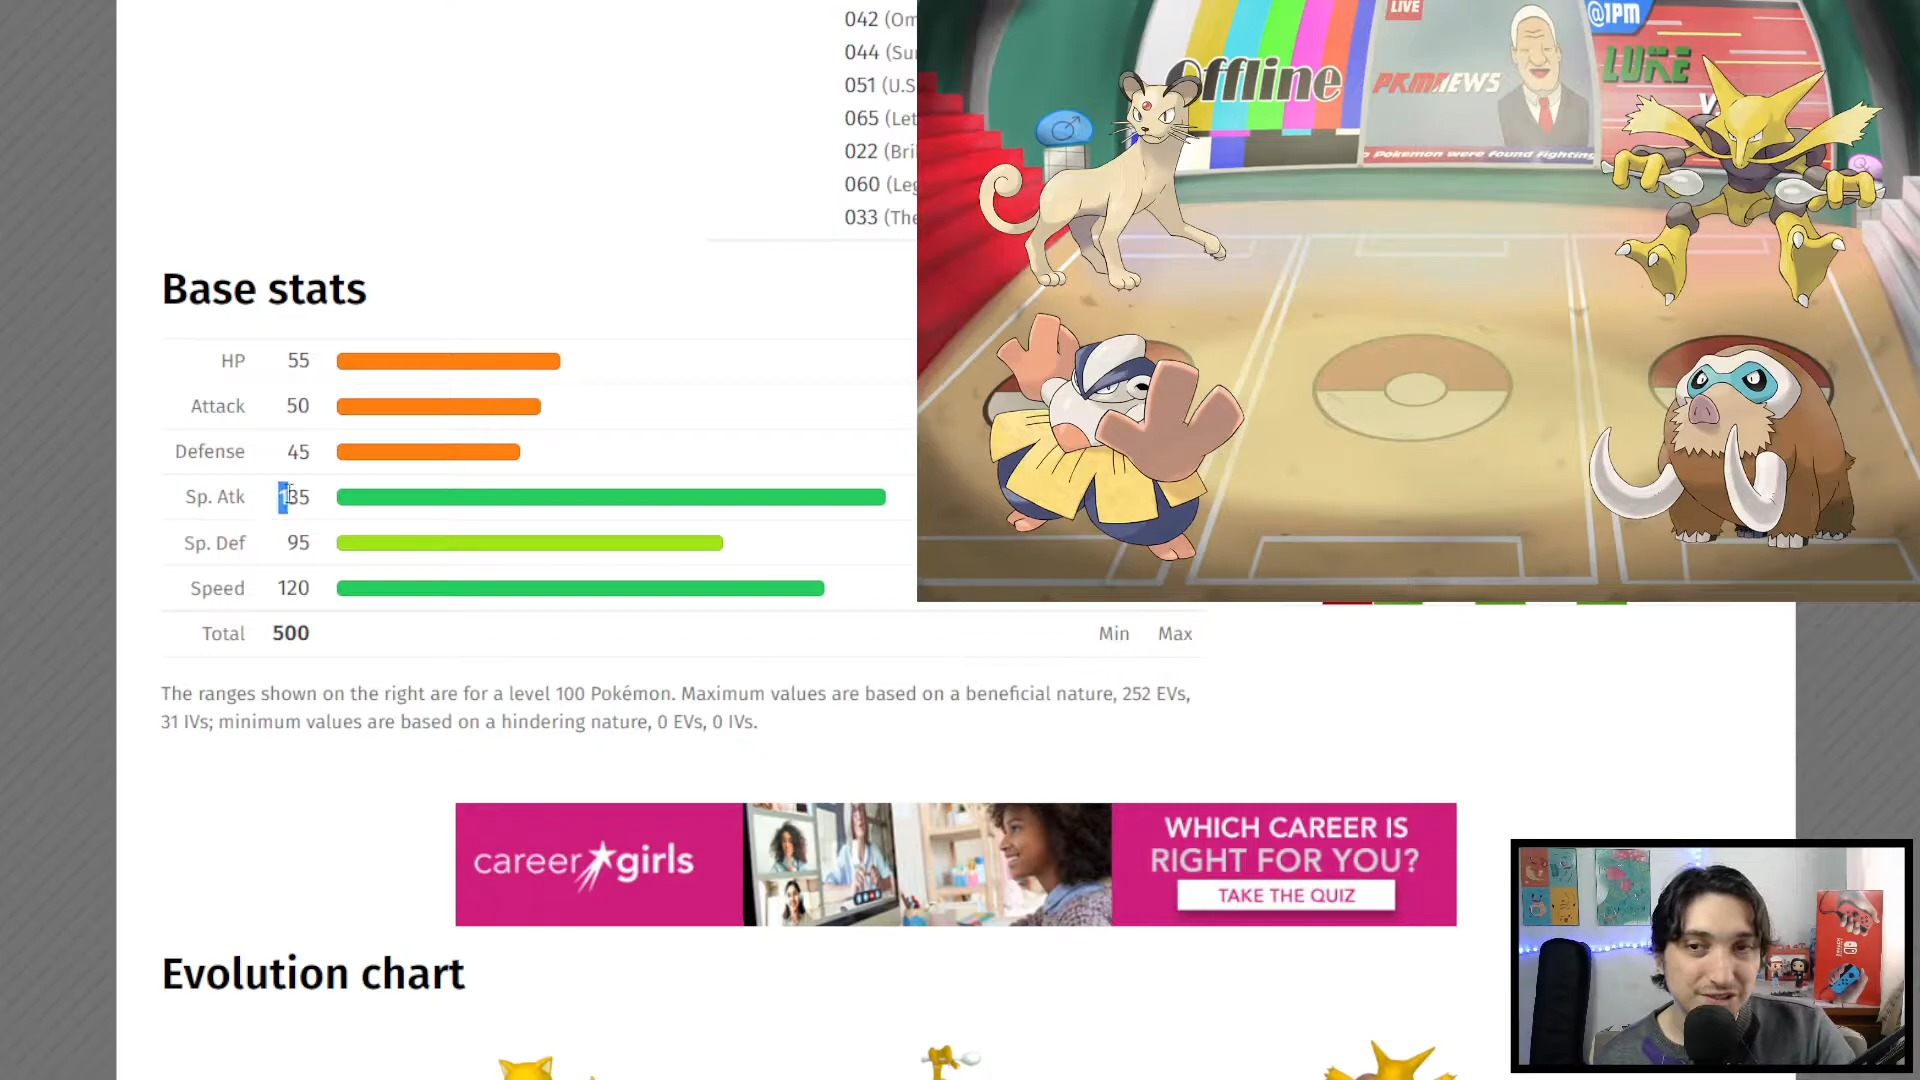 042 (Om
044 (Su
051 (U.S
065 (Let
022 (Bri
060 (Leg
033 (The
Base stats
HP 55
Attack 50
Defense 45
Sp. Atk 135
Sp. Def 95
Speed 120
Total 500 Min Max
The ranges shown on the right are for a level 100 Pokémon. Maximum values are based on a beneficial nature, 252 EVs,
31 IVs; minimum values are based on a hindering nature, 0 EVs, 0 IVs.
Offline
LIVE
PKMNEWS
Pokemon were found fighting
@1PM
LUKE
V
career girls
WHICH CAREER IS
RIGHT FOR YOU?
TAKE THE QUIZ
Evolution chart